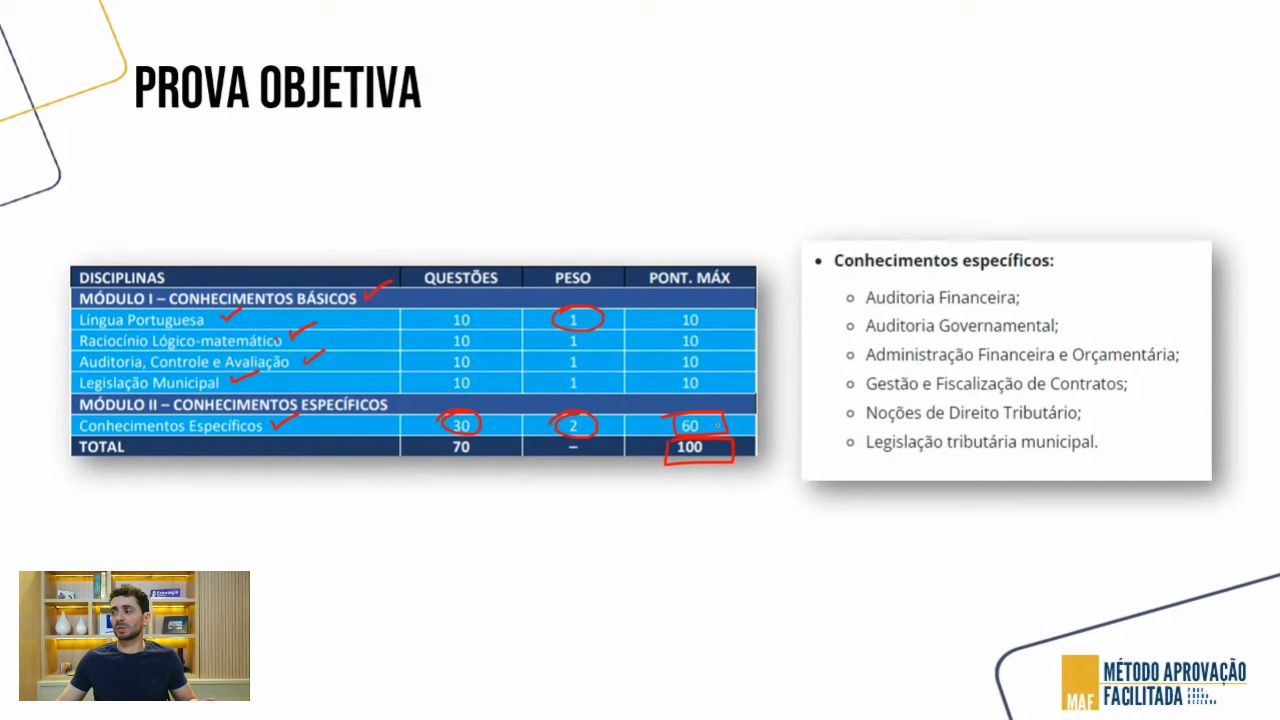 PROVA OBJETIVA
DISCIPLINAS QUESTÕES PESO PONT. MÁX
MÓDULO I – CONHECIMENTOS BÁSICOS
Língua Portuguesa 10 1 10
Raciocínio Lógico-matemático 10 1 10
Auditoria, Controle e Avaliação 10 1 10
Legislação Municipal 10 1 10
MÓDULO II – CONHECIMENTOS ESPECÍFICOS
Conhecimentos Específicos 30 2 60
TOTAL 70 – 100
• Conhecimentos específicos:
Auditoria Financeira;
Auditoria Governamental;
Administração Financeira e Orçamentária;
Gestão e Fiscalização de Contratos;
Noções de Direito Tributário;
Legislação tributária municipal.
MAF
MÉTODO APROVAÇÃO
FACILITADA